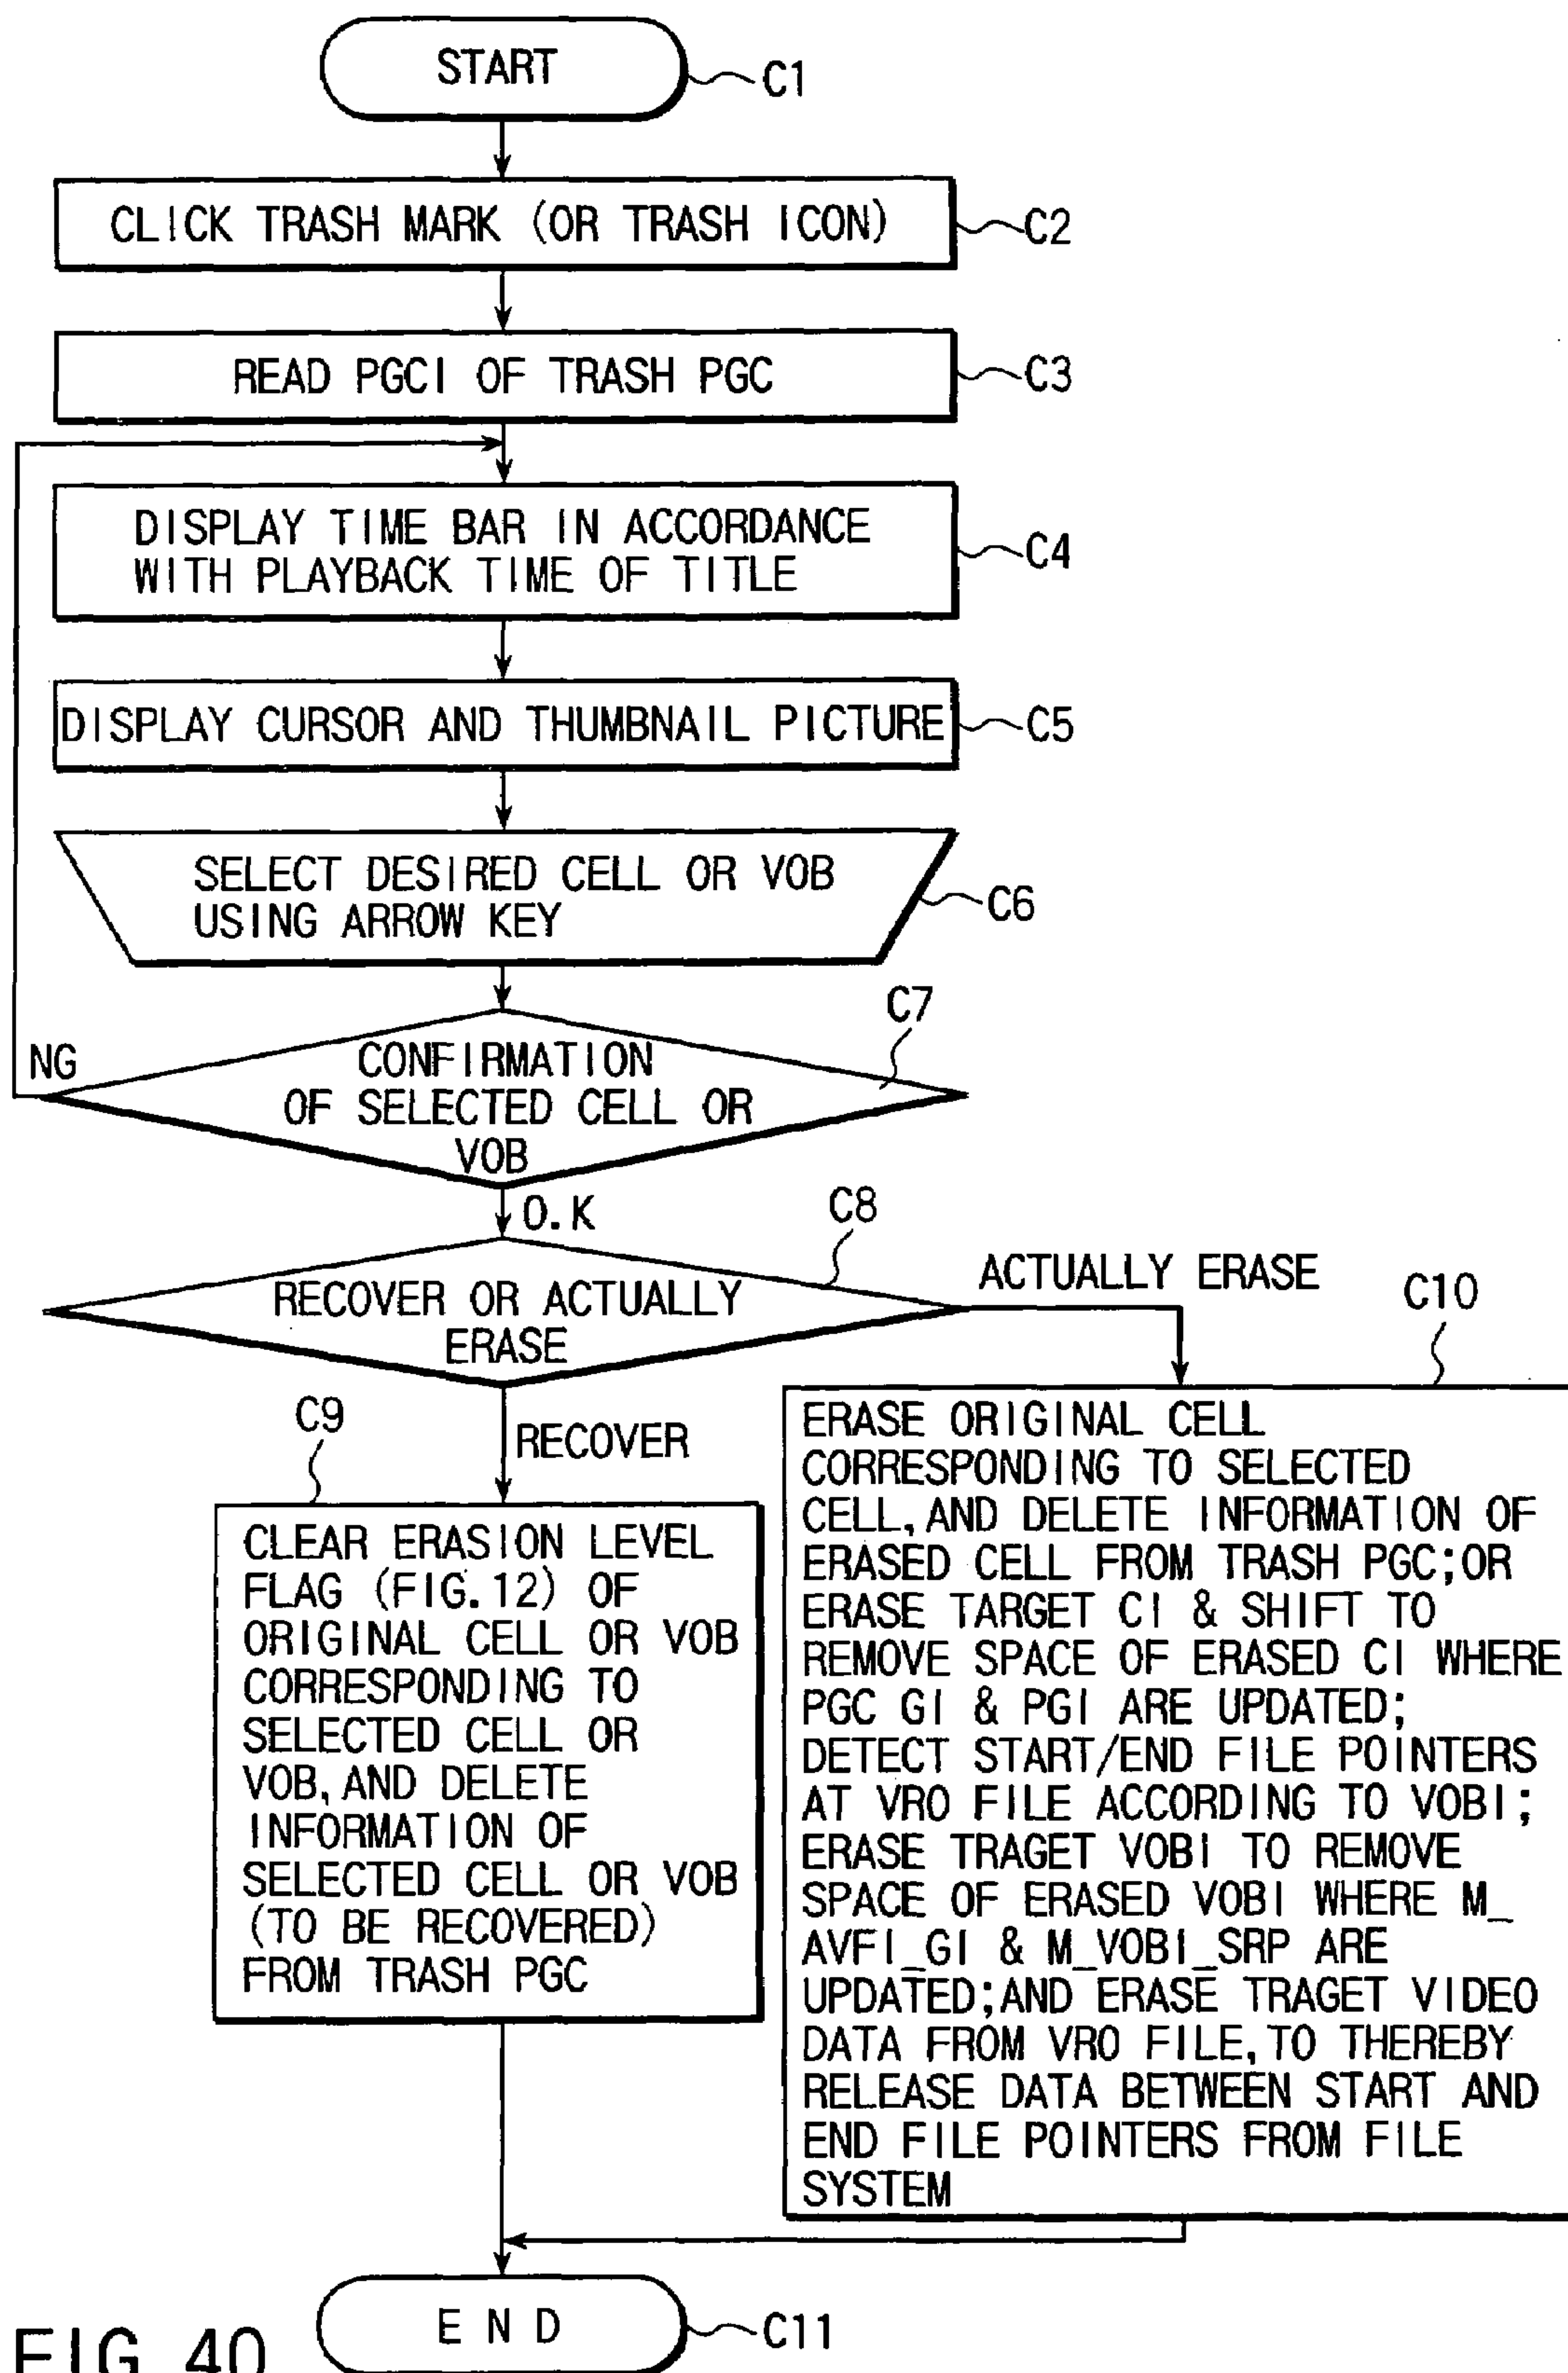 START
C1
CLICK TRASH MARK (OR TRASH ICON)
C2
READ PGCI OF TRASH PGC
C3
DISPLAY TIME BAR IN ACCORDANCE
WITH PLAYBACK TIME OF TITLE
C4
DISPLAY CURSOR AND THUMBNAIL PICTURE
C5
SELECT DESIRED CELL OR VOB
USING ARROW KEY
C6
C7
NG
CONFIRMATION
OF SELECTED CELL OR
VOB
O.K
C8
RECOVER OR ACTUALLY
ERASE
ACTUALLY ERASE
RECOVER
C9
CLEAR ERASION LEVEL
FLAG (FIG.12) OF
ORIGINAL CELL OR VOB
CORRESPONDING TO
SELECTED CELL OR
VOB,AND DELETE
INFORMATION OF
SELECTED CELL OR VOB
(TO BE RECOVERED)
FROM TRASH PGC
C10
ERASE ORIGINAL CELL
CORRESPONDING TO SELECTED
CELL,AND DELETE INFORMATION OF
ERASED CELL FROM TRASH PGC;OR
ERASE TARGET CI & SHIFT TO
REMOVE SPACE OF ERASED CI WHERE
PGC GI & PGI ARE UPDATED;
DETECT START/END FILE POINTERS
AT VRO FILE ACCORDING TO VOBI;
ERASE TRAGET VOBI TO REMOVE
SPACE OF ERASED VOBI WHERE M_
AVFI_GI & M_VOBI_SRP ARE
UPDATED;AND ERASE TRAGET VIDEO
DATA FROM VRO FILE,TO THEREBY
RELEASE DATA BETWEEN START AND
END FILE POINTERS FROM FILE
SYSTEM
END
C11
FIG. 40